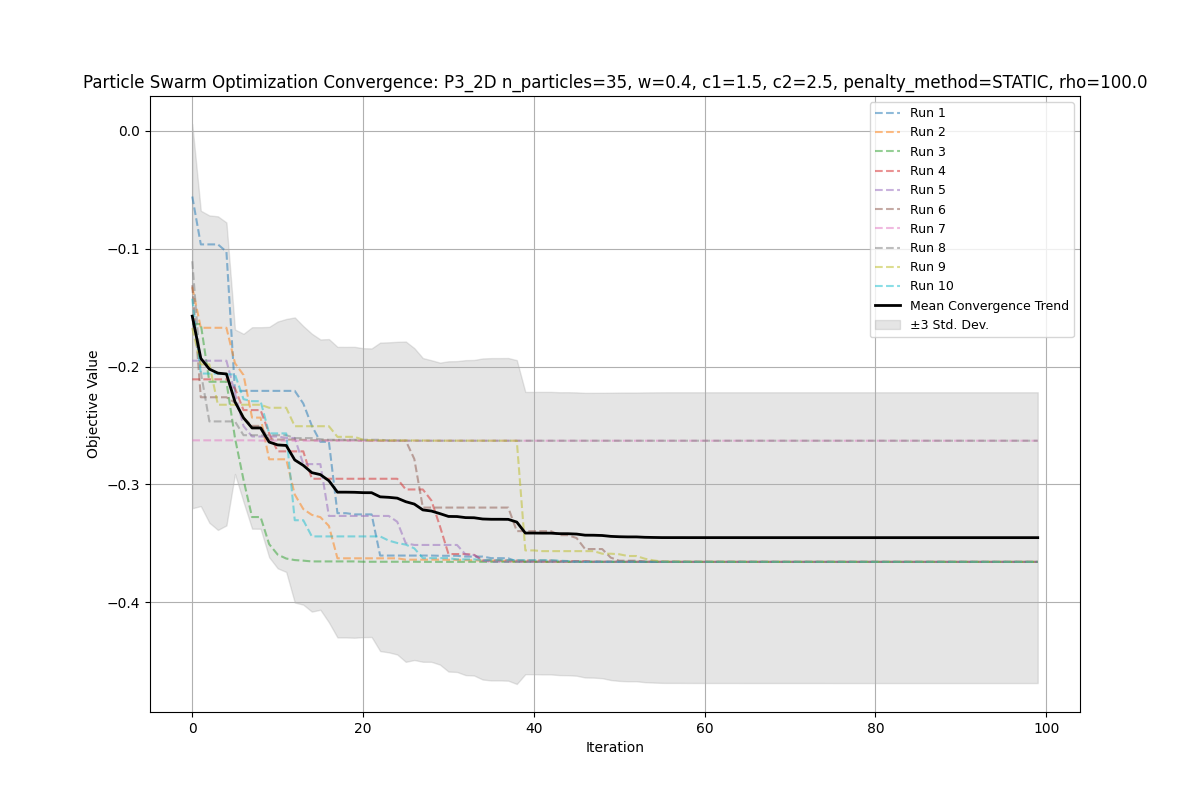 Particle Swarm Optimization Convergence: P3_2D n_particles=35, w=0.4, c1=1.5, c2=2.5, penalty_method=STATIC, rho=100.0
Run 1
Run 2
Run 3
Run 4
Run 5
Run 6
Run 7
Run 8
Run 9
Run 10
Mean Convergence Trend
±3 Std. Dev.
Objective Value
0.0
−0.1
−0.2
−0.3
−0.4
0 20 40 60 80 100
Iteration